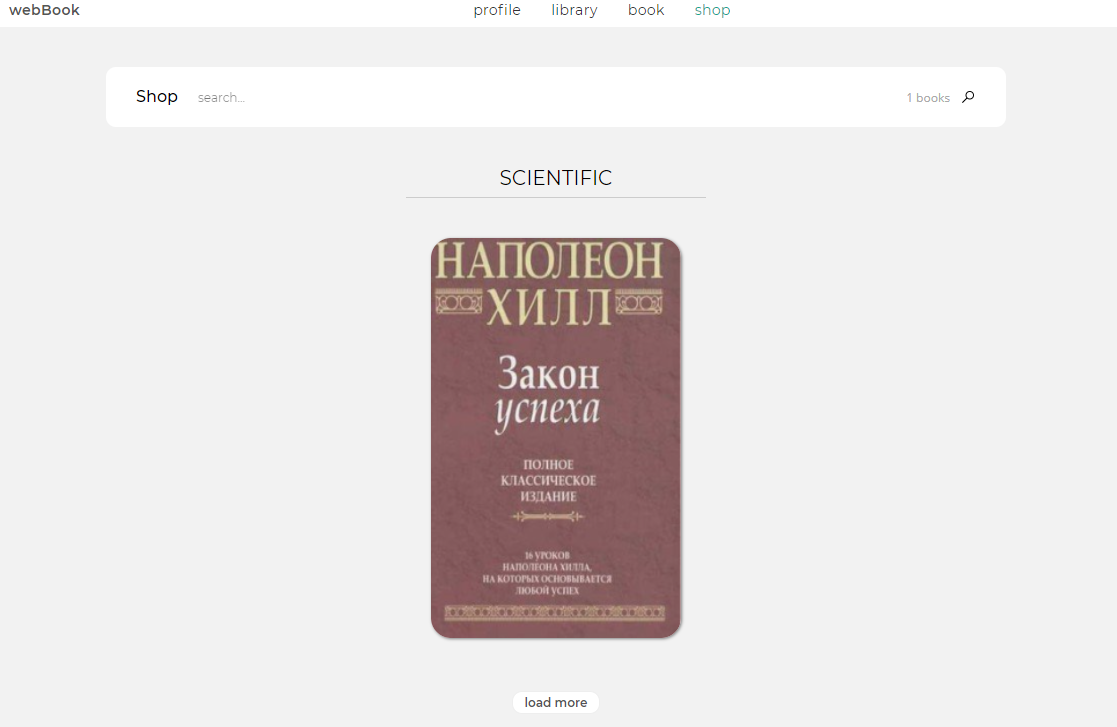 webBook profile library book shop
Shop search... 1 books
SCIENTIFIC
НАПОЛЕОН
ХИЛЛ
Закон
успеха
ПОЛНОЕ
КЛАССИЧЕСКОЕ
ИЗДАНИЕ
16 УРОКОВ
НАПОЛЕОНА ХИЛЛА,
НА КОТОРЫХ ОСНОВЫВАЕТСЯ
ЛЮБОЙ УСПЕХ
load more